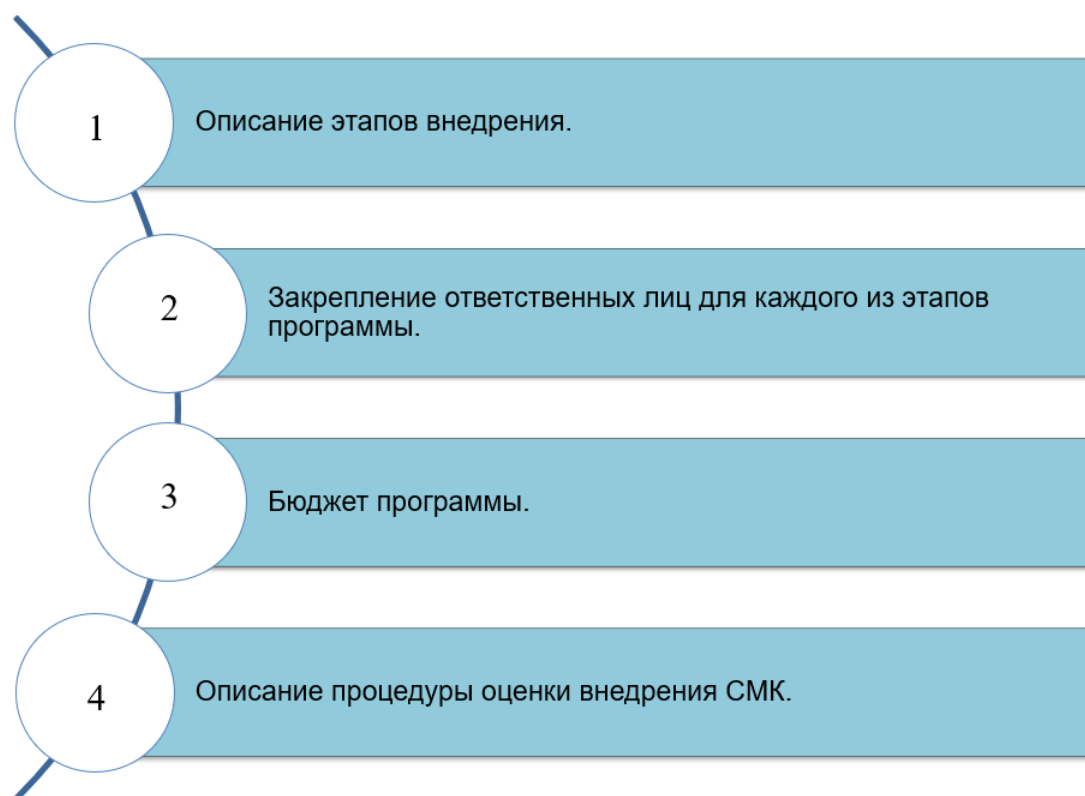 1
Описание этапов внедрения.
2
Закрепление ответственных лиц для каждого из этапов
программы.
3
Бюджет программы.
4
Описание процедуры оценки внедрения СМК.